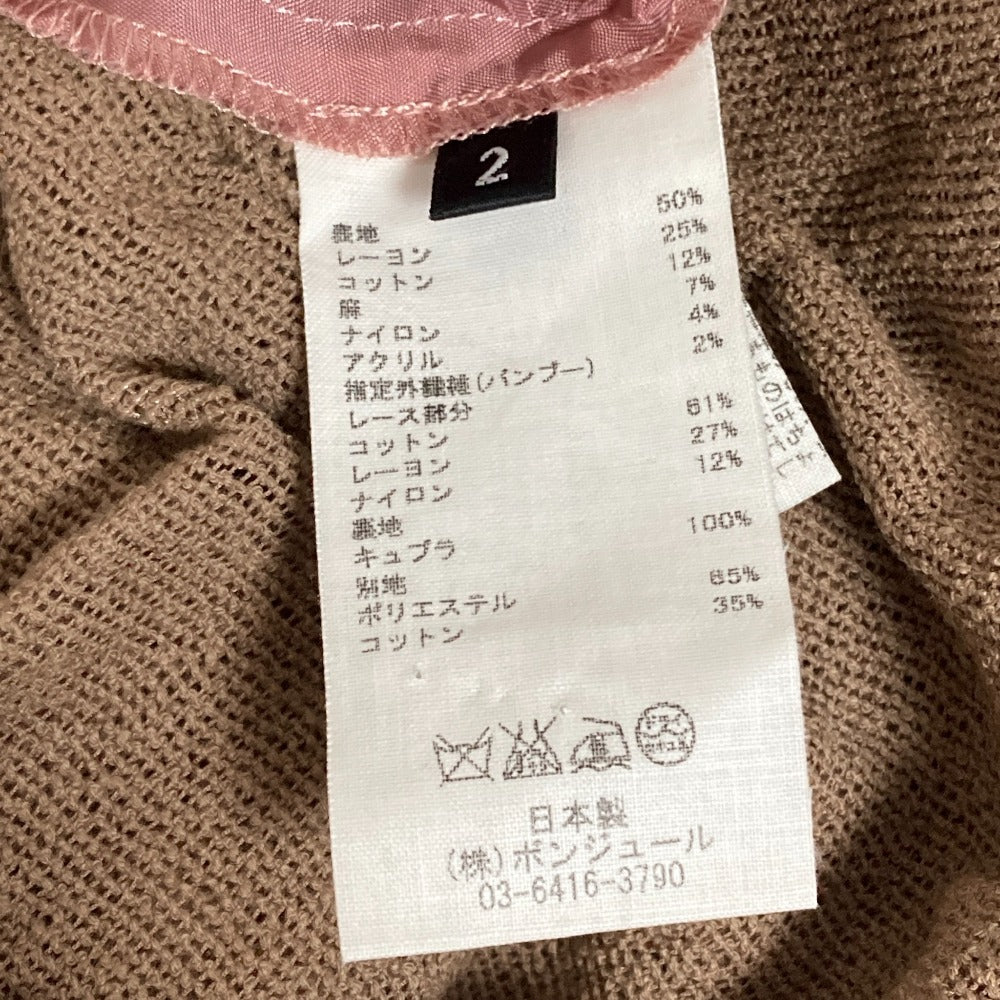 2
表地
レーヨン 50%
コットン 25%
麻 12%
ナイロン 7%
アクリル 4%
指定外繊維(バンブー) 2%
レース部分
コットン 61%
レーヨン 27%
ナイロン 12%
裏地
キュプラ 100%
別地
ポリエステル 65%
コットン 35%
日本製
(株)ボンジュール
03-6416-3790